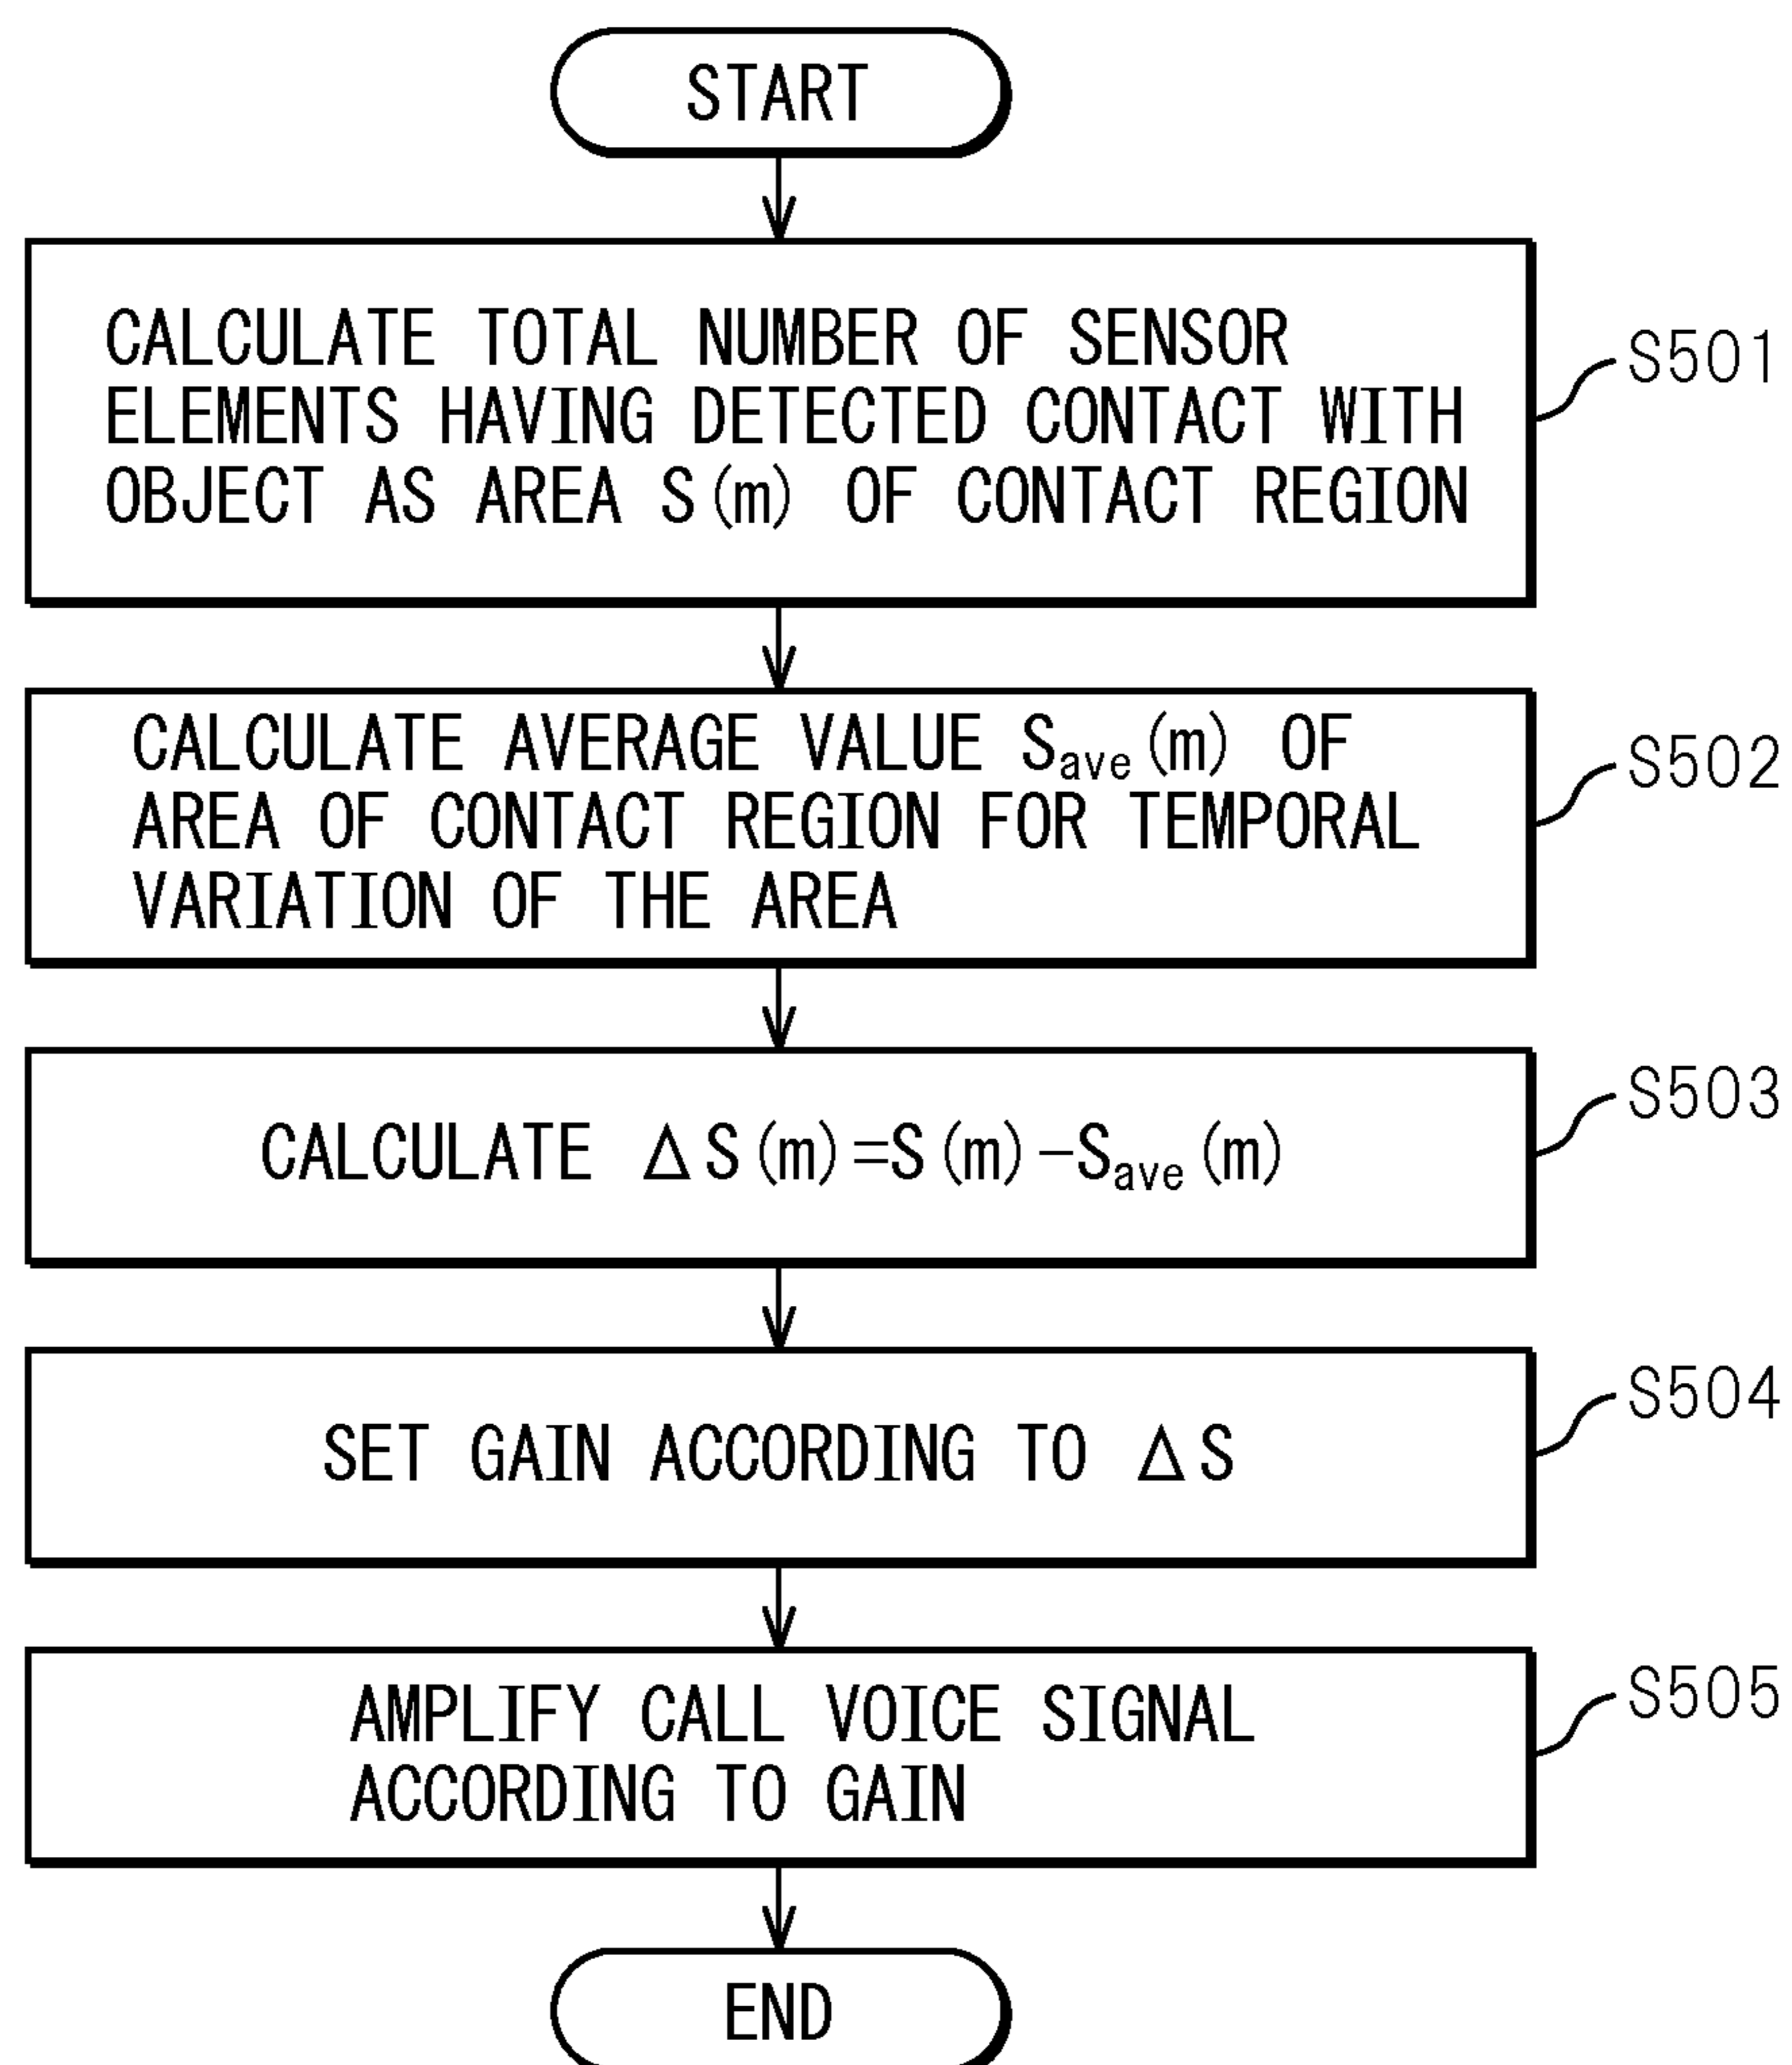 START
CALCULATE TOTAL NUMBER OF SENSOR
ELEMENTS HAVING DETECTED CONTACT WITH
OBJECT AS AREA S(m) OF CONTACT REGION
S501
CALCULATE AVERAGE VALUE Save(m) OF
AREA OF CONTACT REGION FOR TEMPORAL
VARIATION OF THE AREA
S502
CALCULATE ΔS(m)=S(m)-Save(m)
S503
SET GAIN ACCORDING TO ΔS
S504
AMPLIFY CALL VOICE SIGNAL
ACCORDING TO GAIN
S505
END